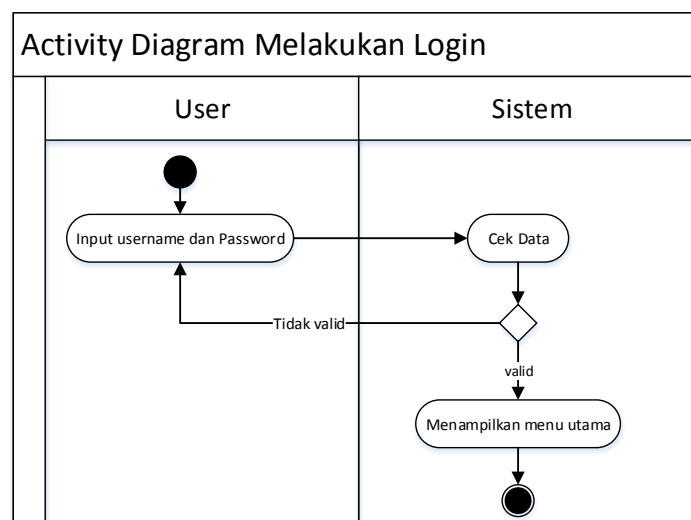 Activity Diagram Melakukan Login
User
Sistem
Input username dan Password
Cek Data
Tidak valid
valid
Menampilkan menu utama